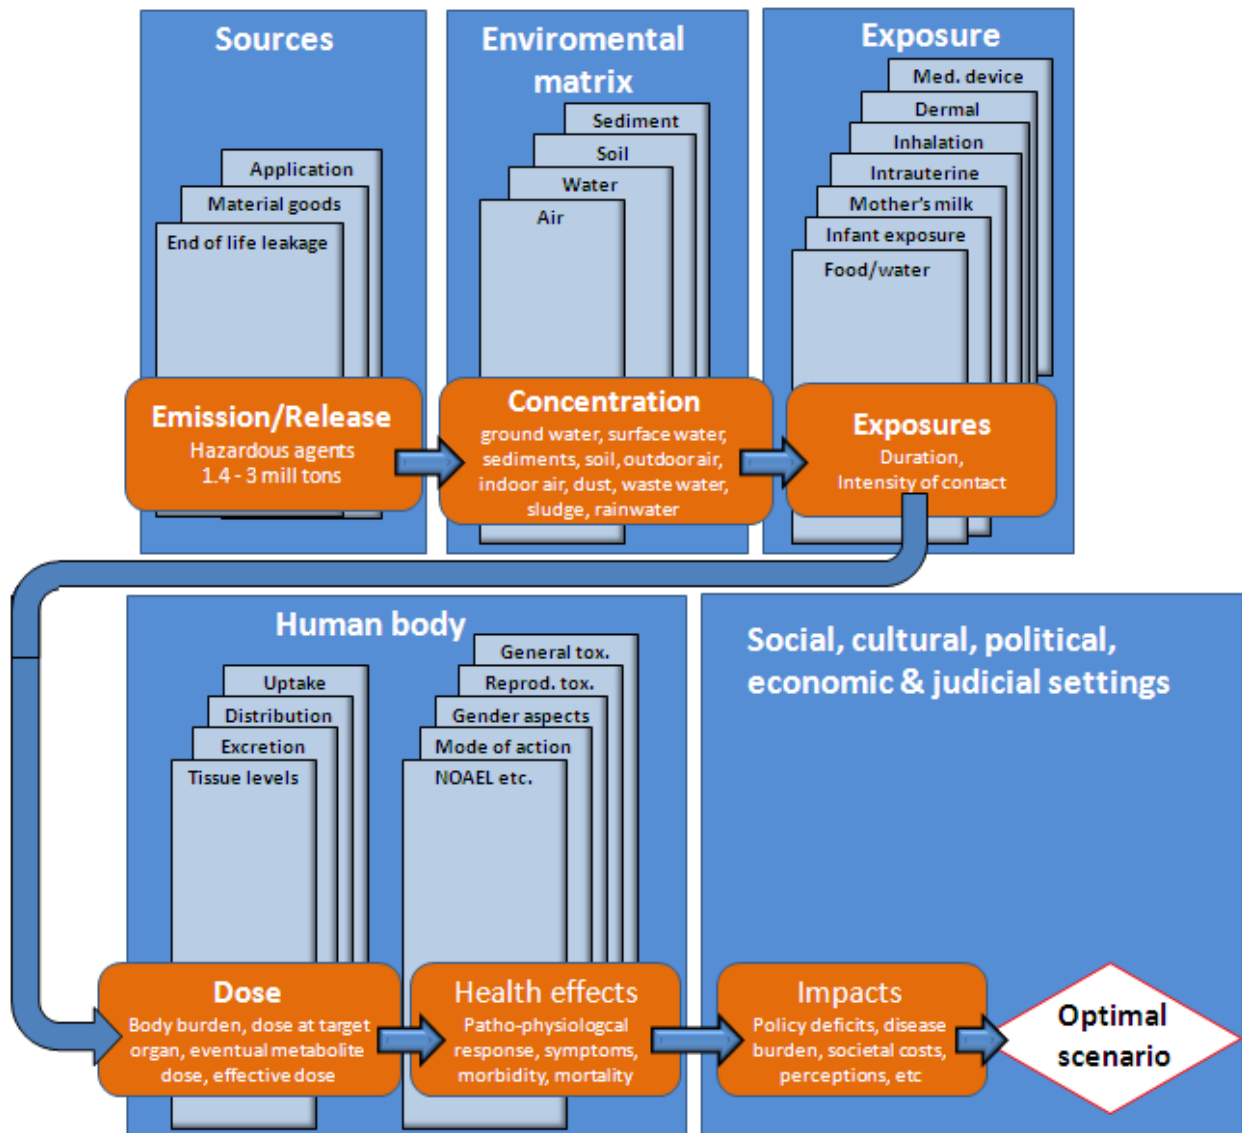 Sources
Application
Material goods
End of life leakage
Emission/Release
Hazardous agents
1.4 - 3 mill tons
Enviromental
matrix
Sediment
Soil
Water
Air
Concentration
ground water, surface water,
sediments, soil, outdoor air,
indoor air, dust, waste water,
sludge, rainwater
Exposure
Med. device
Dermal
Inhalation
Intrauterine
Mother's milk
Infant exposure
Food/water
Exposures
Duration,
Intensity of contact
Human body
Uptake
Distribution
Excretion
Tissue levels
General tox.
Reprod. tox.
Gender aspects
Mode of action
NOAEL etc.
Dose
Body burden, dose at target
organ, eventual metabolite
dose, effective dose
Health effects
Patho-physiologcal
response, symptoms,
morbidity, mortality
Social, cultural, political,
economic & judicial settings
Impacts
Policy deficits, disease
burden, societal costs,
perceptions, etc
Optimal
scenario